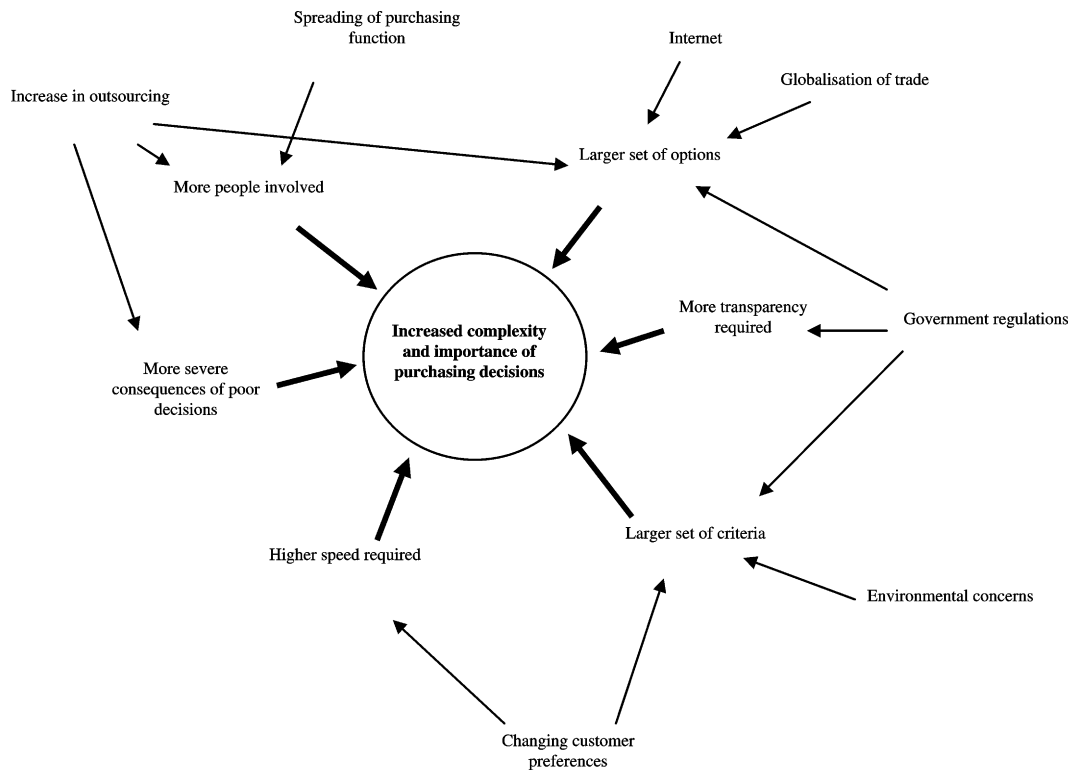 Spreading of purchasing
function
Internet
Globalisation of trade
Increase in outsourcing
Larger set of options
More people involved
More transparency
required
Government regulations
Increased complexity
and importance of
purchasing decisions
More severe
consequences of poor
decisions
Larger set of criteria
Higher speed required
Environmental concerns
Changing customer
preferences